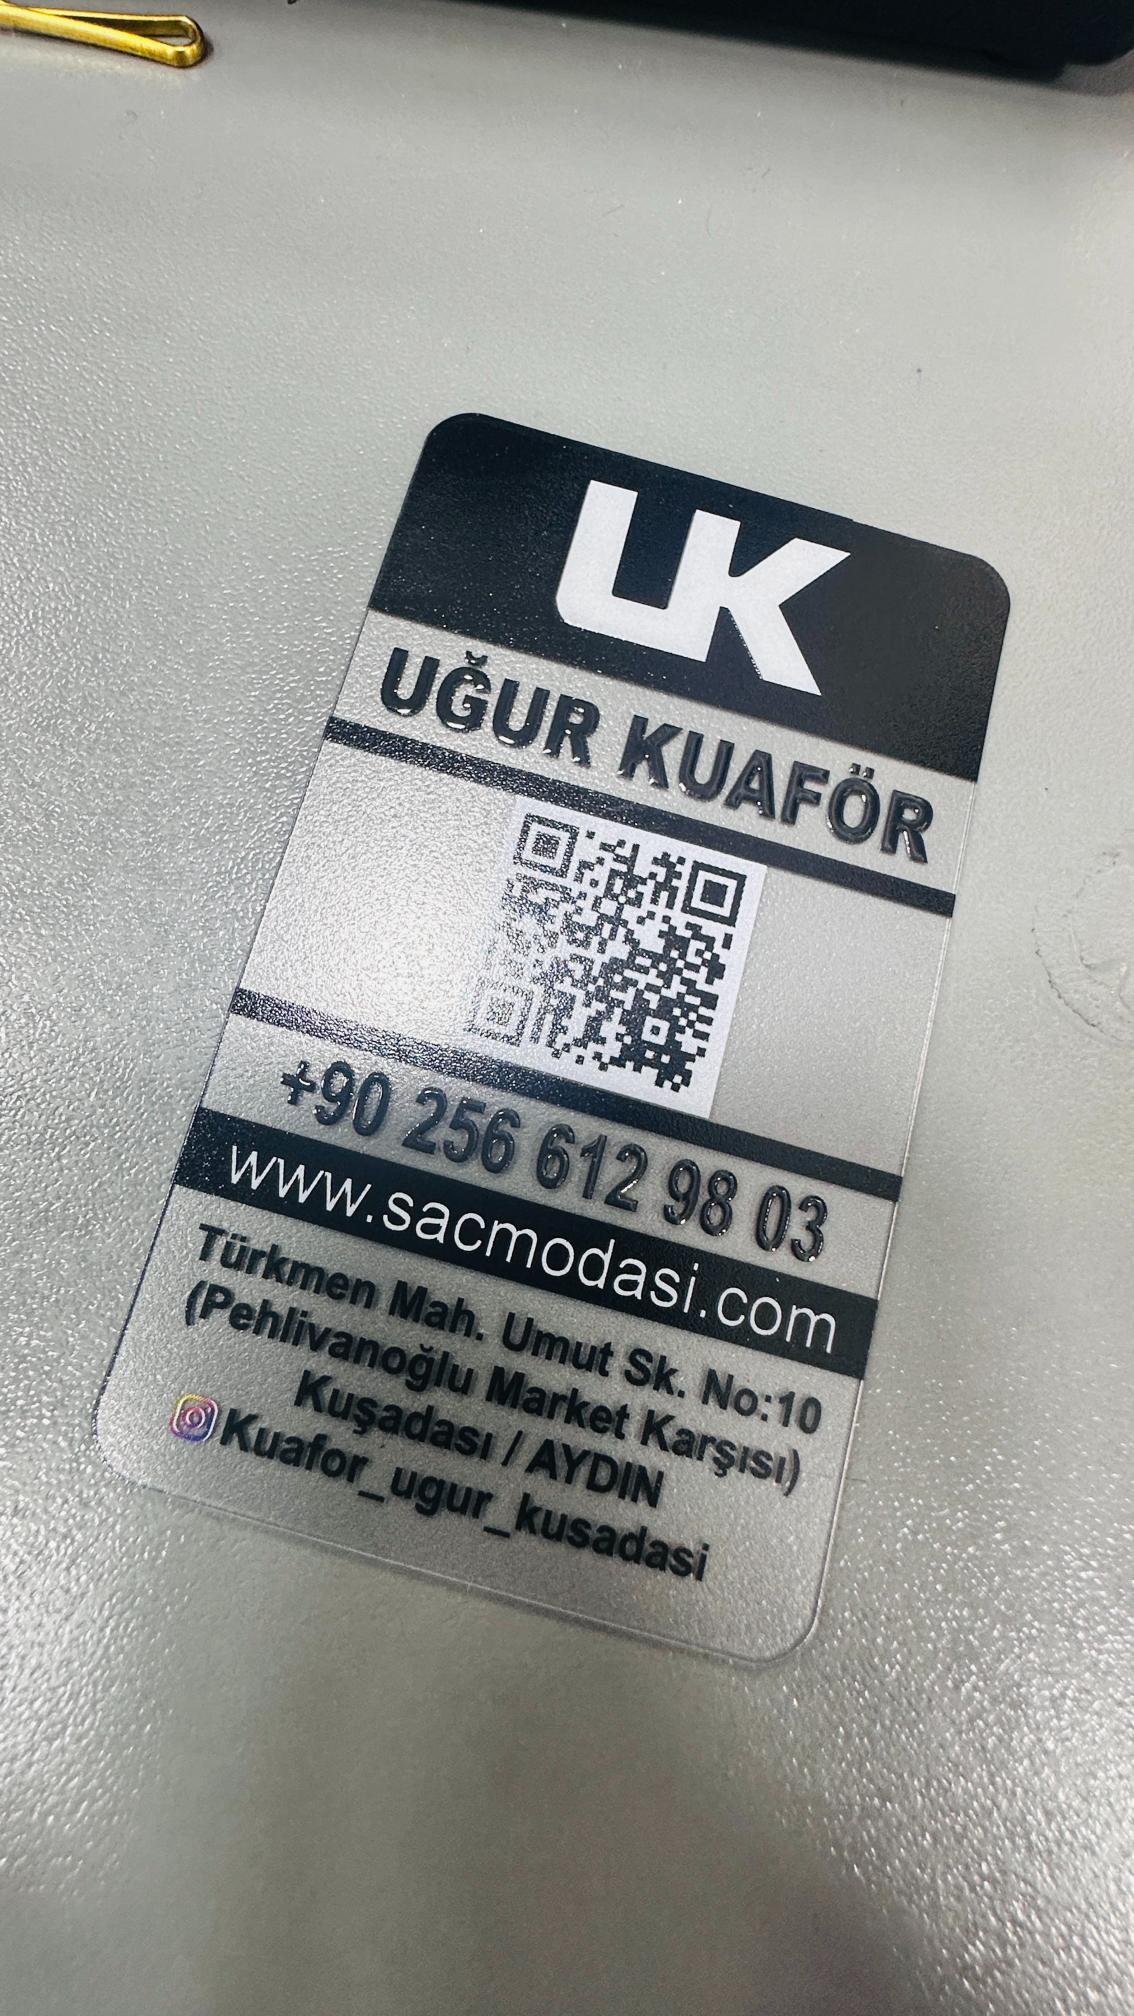 UK
UĞUR KUAFÖR
+90 256 612 98 03
www.sacmodasi.com
Türkmen Mah. Umut Sk. No:10
(Pehlivanoğlu Market Karşısı)
Kuşadası / AYDIN
Kuafor_ugur_kusadasi